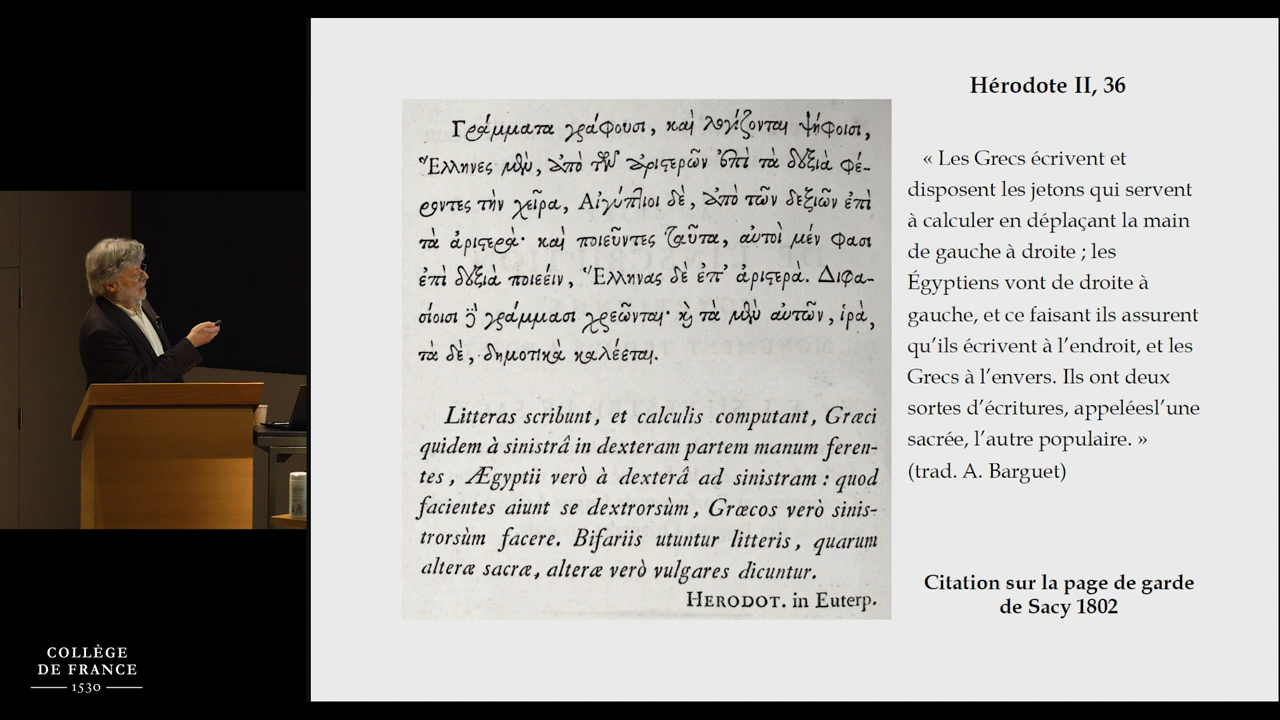 Hérodote II, 36
Γράμματα γράφουσι, καὶ λογίζονται ψήφοισι,
Ἕλληνες μὲν, ἀπὸ τῶν ἀριστερῶν ἐπὶ τὰ δεξιὰ φέ-
ροντες τὴν χεῖρα, Αἰγύπτιοι δὲ, ἀπὸ τῶν δεξιῶν ἐπὶ
τὰ ἀριστερά· καὶ ποιεῦντες ταῦτα, αὐτοὶ μέν φασι
ἐπὶ δεξιὰ ποιεέιν, Ἕλληνας δὲ ἐπ' ἀριστερά. Διφα-
σίοισι δὲ γράμμασι χρεῶνται· καὶ τὰ μὲν αὐτῶν, ἱρὰ,
τὰ δὲ, δημοτικὰ καλέεται.
Litteras scribunt, et calculis computant, Græci
quidem à sinistrâ in dexteram partem manum feren-
tes, Ægyptii verò à dexterâ ad sinistram : quod
facientes aiunt se dextrorsùm, Græcos verò sinis-
trorsùm facere. Bifariis utuntur litteris, quarum
alteræ sacræ, alteræ verò vulgares dicuntur.
HERODOT. in Euterp.
« Les Grecs écrivent et
disposent les jetons qui servent
à calculer en déplaçant la main
de gauche à droite ; les
Égyptiens vont de droite à
gauche, et ce faisant ils assurent
qu'ils écrivent à l'endroit, et les
Grecs à l'envers. Ils ont deux
sortes d'écritures, appeléesl'une
sacrée, l'autre populaire. »
(trad. A. Barguet)
Citation sur la page de garde
de Sacy 1802
COLLÈGE
DE FRANCE
1530